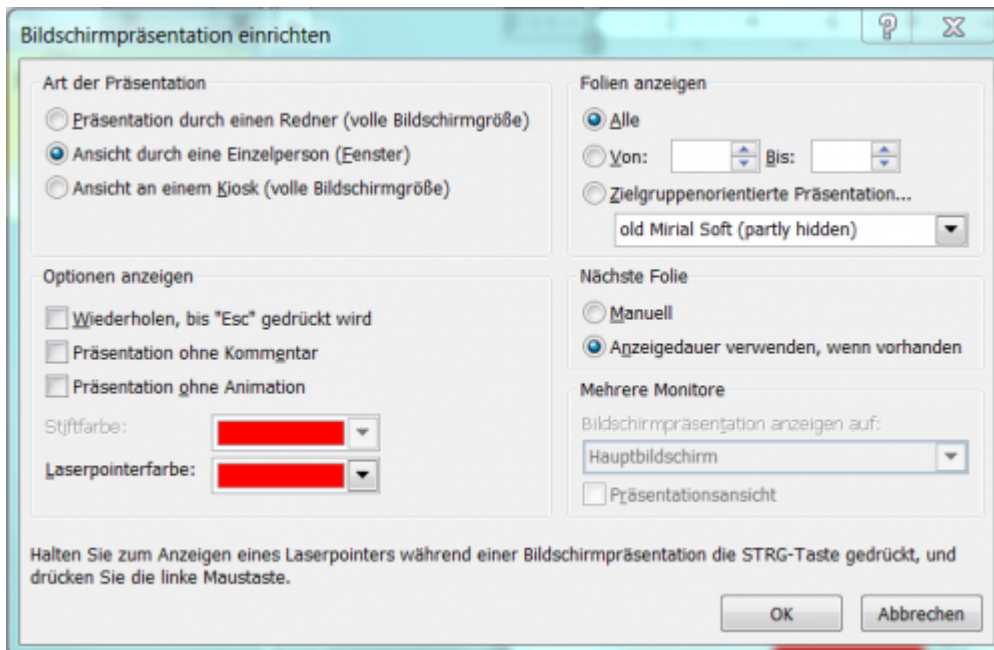 Bildschirmpräsentation einrichten
Art der Präsentation
Präsentation durch einen Redner (volle Bildschirmgröße)
Ansicht durch eine Einzelperson (Fenster)
Ansicht an einem Kiosk (volle Bildschirmgröße)
Folien anzeigen
Alle
Von: Bis:
Zielgruppenorientierte Präsentation...
old Mirial Soft (partly hidden)
Optionen anzeigen
Wiederholen, bis "Esc" gedrückt wird
Präsentation ohne Kommentar
Präsentation ohne Animation
Stiftfarbe:
Laserpointerfarbe:
Nächste Folie
Manuell
Anzeigedauer verwenden, wenn vorhanden
Mehrere Monitore
Bildschirmpräsentation anzeigen auf:
Hauptbildschirm
Präsentationsansicht
Halten Sie zum Anzeigen eines Laserpointers während einer Bildschirmpräsentation die STRG-Taste gedrückt, und
drücken Sie die linke Maustaste.
OK Abbrechen